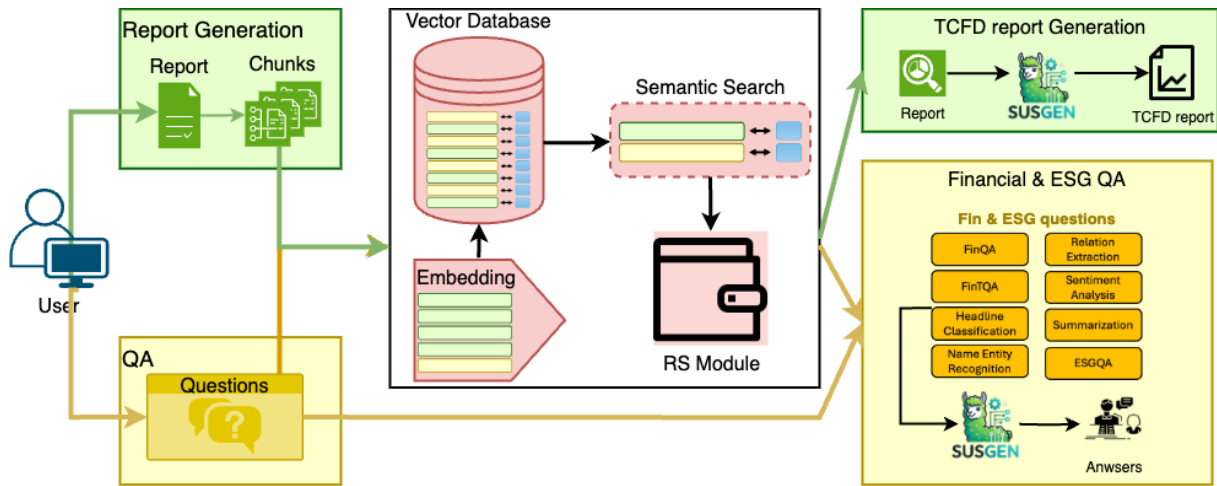 Report Generation
Report
Chunks
User
QA
Questions
?
Vector Database
Semantic Search
Embedding
RS Module
TCFD report Generation
Report
SUSGEN
TCFD report
Financial & ESG QA
Fin & ESG questions
FinQA
Relation
Extraction
FinTQA
Sentiment
Analysis
Headline
Classification
Summarization
Name Entity
Recognition
ESGQA
SUSGEN
Anwsers